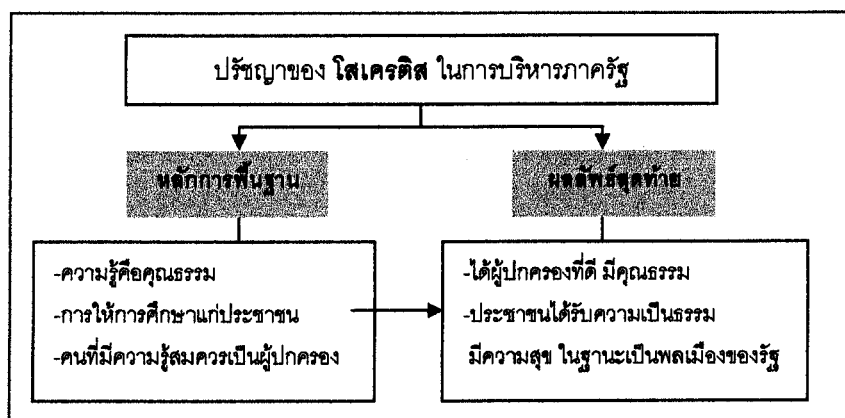 ปรัชญาของ โสเครติส ในการบริหารภาครัฐ
หลักการพื้นฐาน
ผลลัพธ์สุดท้าย
-ความรู้คือคุณธรรม
-การให้การศึกษาแก่ประชาชน
-คนที่มีความรู้สมควรเป็นผู้ปกครอง
-ได้ผู้ปกครองที่ดี มีคุณธรรม
-ประชาชนได้รับความเป็นธรรม
มีความสุข ในฐานะเป็นพลเมืองของรัฐ